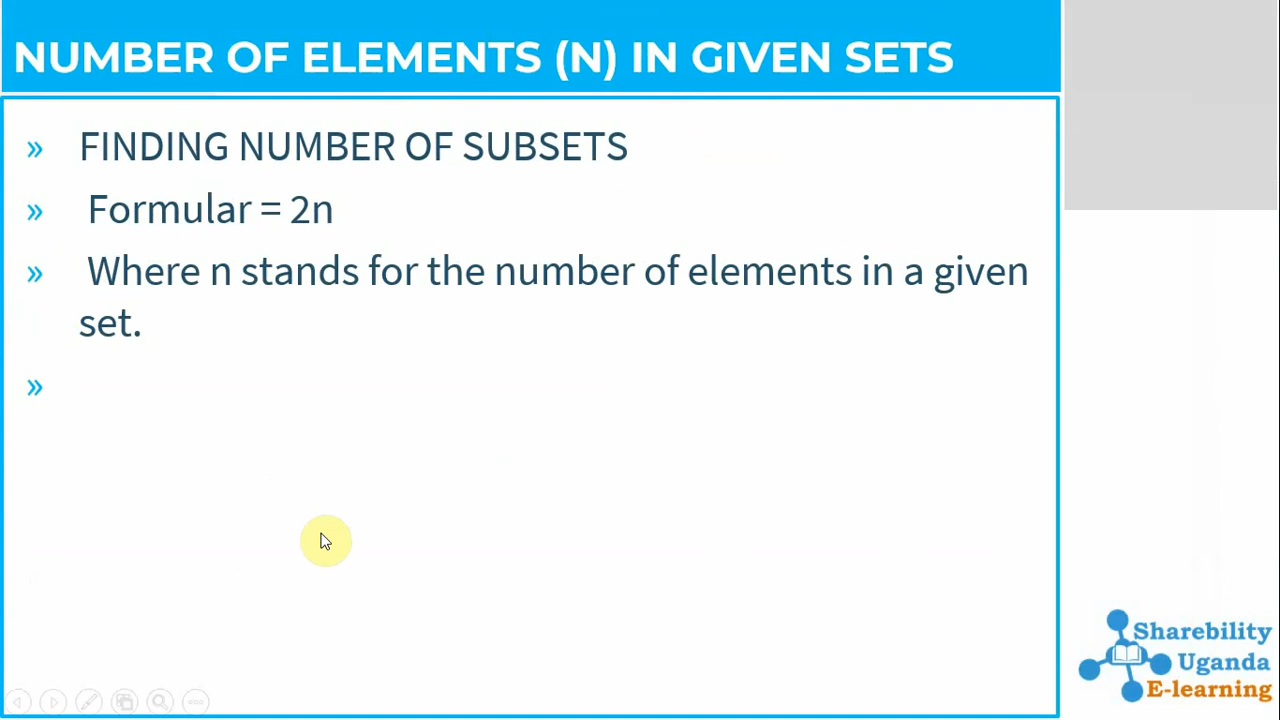 NUMBER OF ELEMENTS (N) IN GIVEN SETS
» FINDING NUMBER OF SUBSETS
» Formular = 2n
» Where n stands for the number of elements in a given
set.
»
Sharebility
Uganda
E-learning